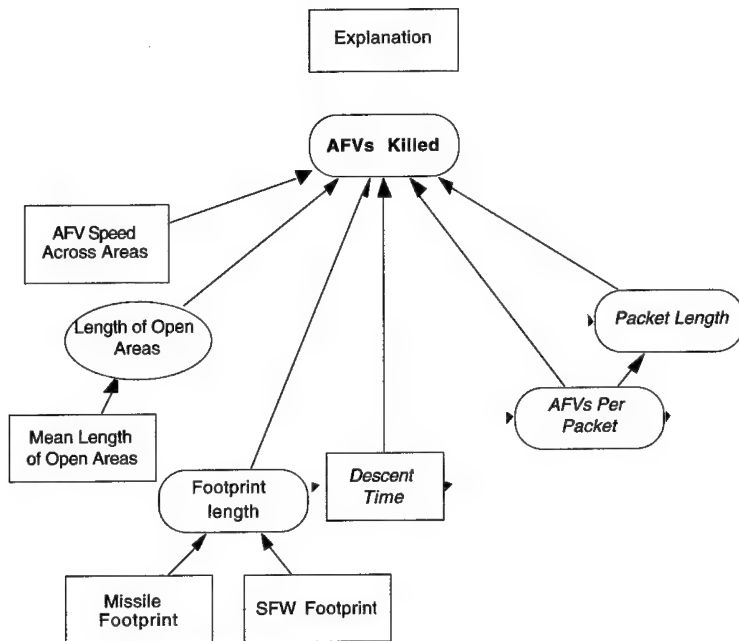 Explanation
AFVs Killed
AFV Speed
Across Areas
Length of Open
Areas
Packet Length
AFVs Per
Packet
Mean Length
of Open Areas
Footprint
length
Descent
Time
Missile
Footprint
SFW Footprint